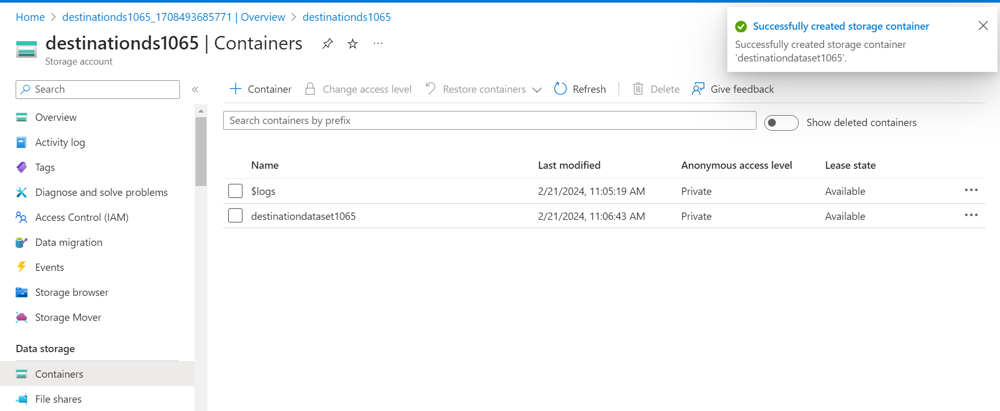 Home > destinationds1065_1708493685771 | Overview > destinationds1065
destinationds1065 | Containers
...
Storage account
Successfully created storage container
Successfully created storage container
'destinationdataset1065'.
Search
«
Container
Change access level
Restore containers
Refresh
Delete
Give feedback
Search containers by prefix
Show deleted containers
Overview
Activity log
Tags
Diagnose and solve problems
Access Control (IAM)
Data migration
Events
Storage browser
Storage Mover
Data storage
Containers
File shares
Name Last modified Anonymous access level Lease state
$logs 2/21/2024, 11:05:19 AM Private Available ...
destinationdataset1065 2/21/2024, 11:06:43 AM Private Available ...